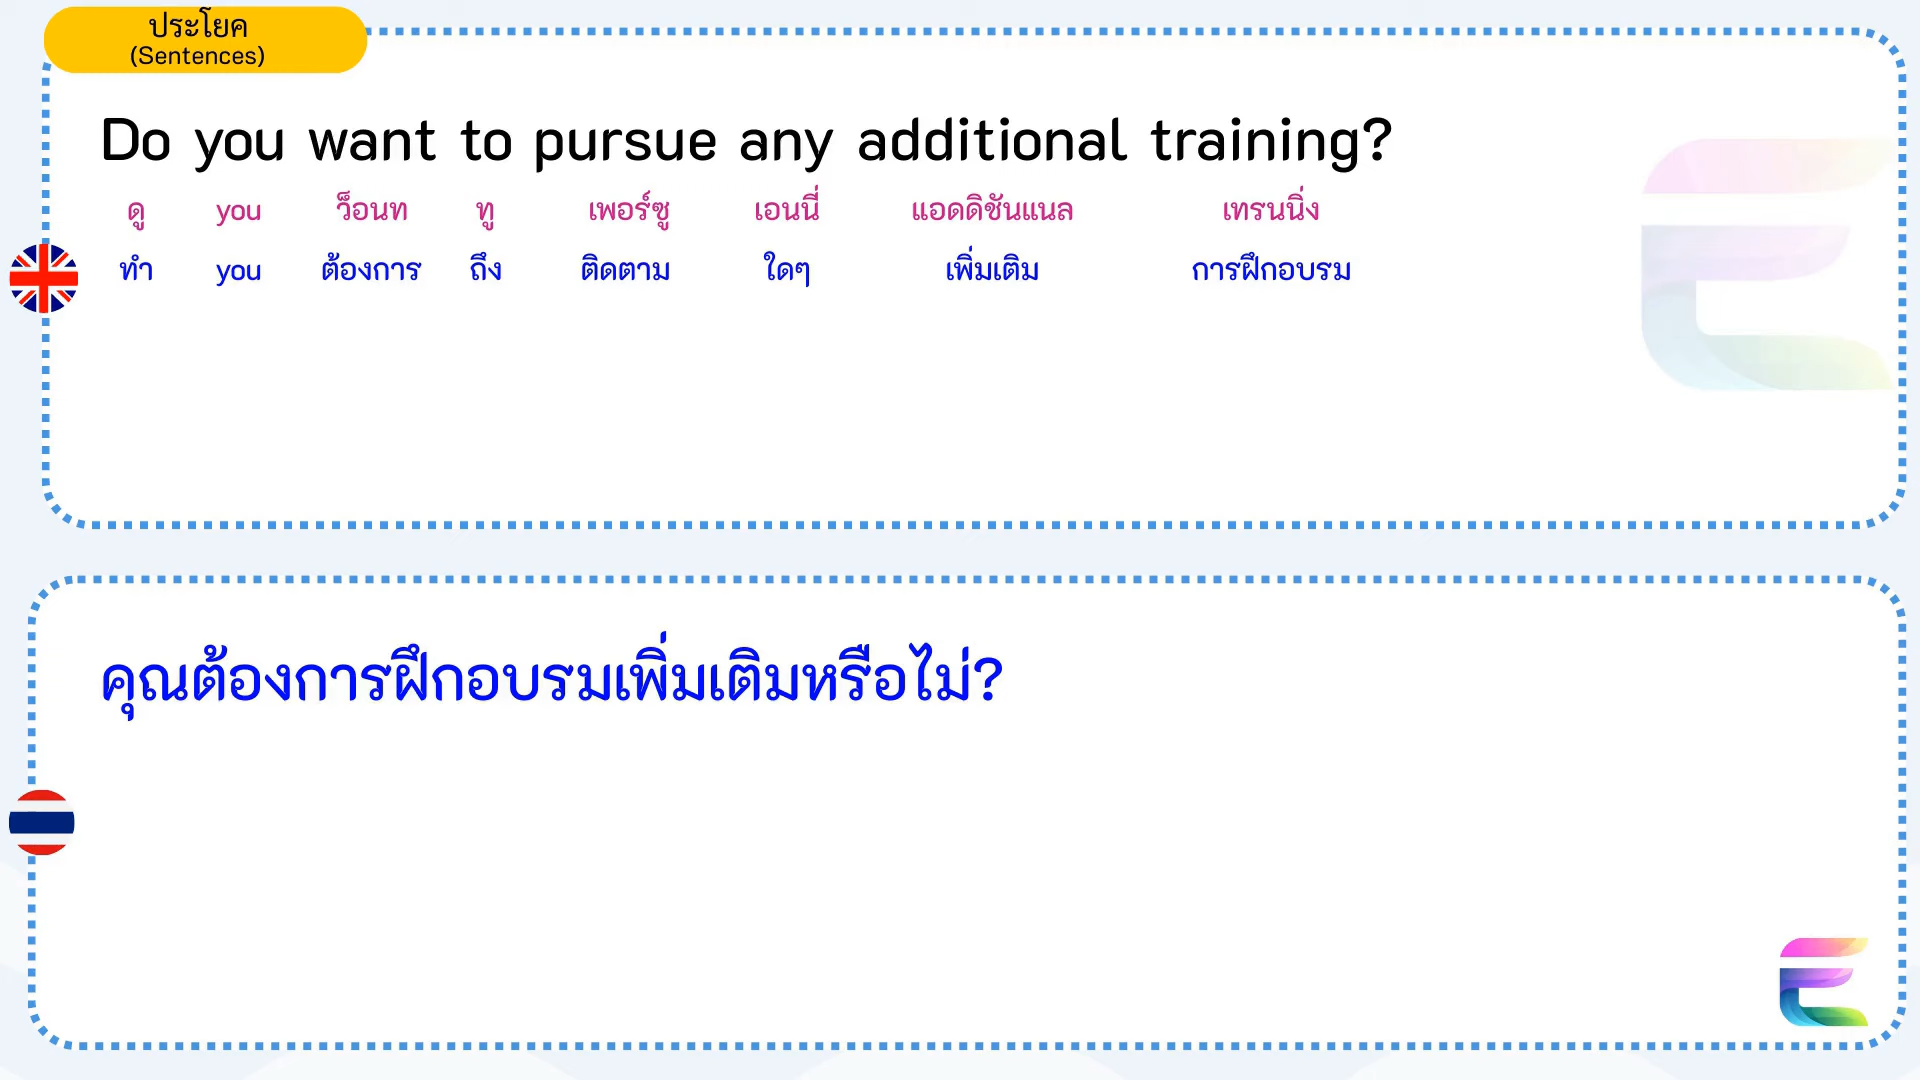 ประโยค
(Sentences)
Do you want to pursue any additional training?
ดู you ว็อนท ทู เพอร์ซู เอนนี่ แอดดิชันแนล เทรนนิ่ง
ทำ you ต้องการ ถึง ติดตาม ใดๆ เพิ่มเติม การฝึกอบรม
คุณต้องการฝึกอบรมเพิ่มเติมหรือไม่?